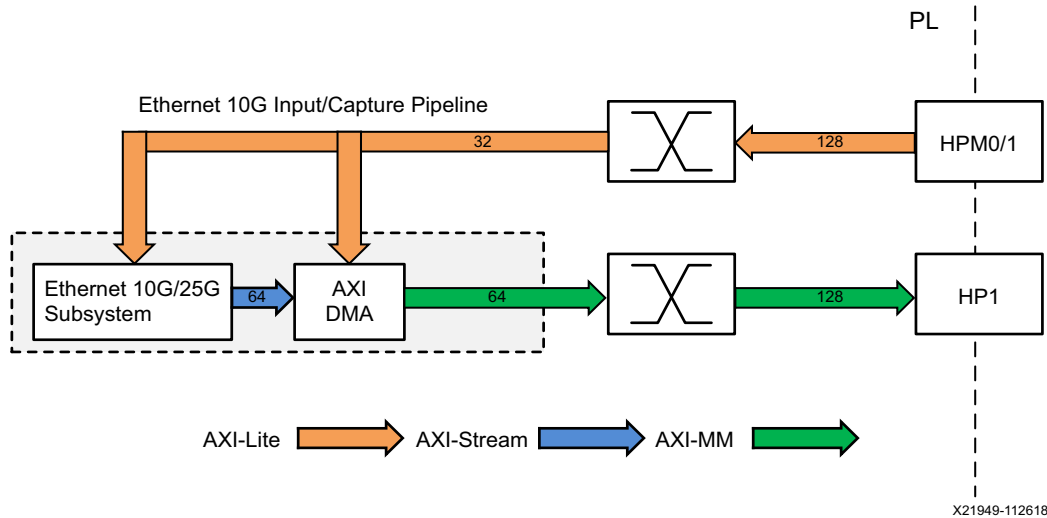 PL
Ethernet 10G Input/Capture Pipeline
32
128
HPM0/1
Ethernet 10G/25G
Subsystem
64
AXI
DMA
64
128
HP1
AXI-Lite
AXI-Stream
AXI-MM
X21949-112618